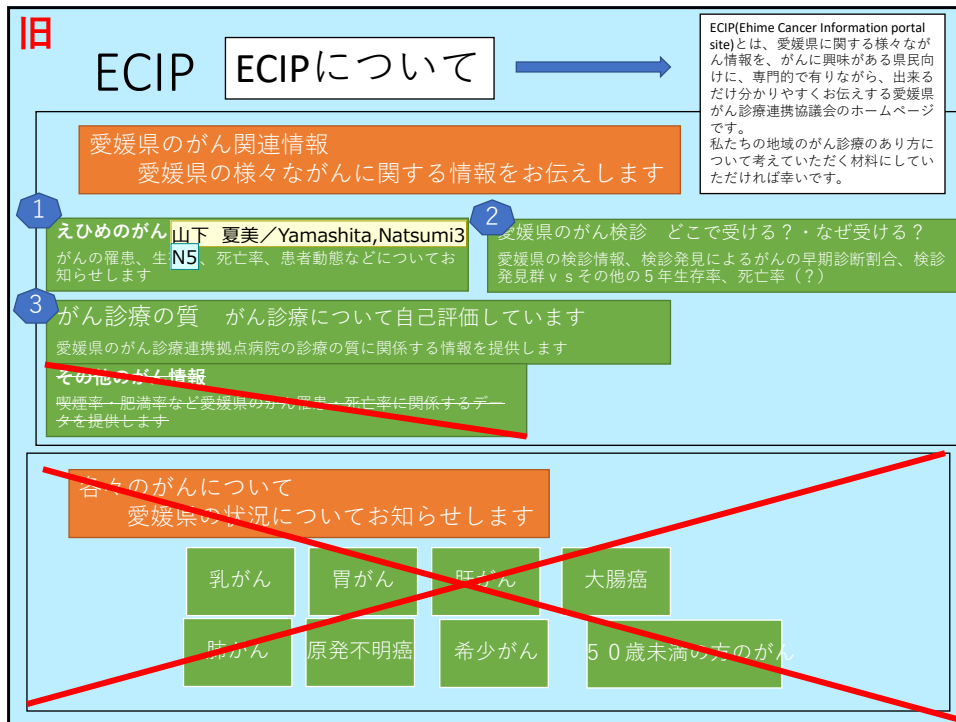 旧
ECIP
ECIPについて
ECIP(Ehime Cancer Information portal
site)とは、愛媛県に関する様々なが
ん情報を、がんに興味がある県民向
けに、専門的で有りながら、出来る
だけ分かりやすくお伝えする愛媛県
がん診療連携協議会のホームページ
です。
私たちの地域のがん診療のあり方に
ついて考えていただく材料にしてい
ただければ幸いです。
愛媛県のがん関連情報
愛媛県の様々ながんに関する情報をお伝えします
1
えひめのがん
山下 夏美／Yamashita,Natsumi3
N5
がんの罹患、生、死亡率、患者動態などについてお
知らせします
2
愛媛県のがん検診 どこで受ける？・なぜ受ける？
愛媛県の検診情報、検診発見によるがんの早期診断割合、検診
発見群ｖｓその他の５年生存率、死亡率（？）
3
がん診療の質 がん診療について自己評価しています
愛媛県のがん診療連携拠点病院の診療の質に関係する情報を提供します
その他のがん情報
喫煙率・肥満率など愛媛県のがん罹患・死亡率に関係するデー
タを提供します
各々のがんについて
愛媛県の状況についてお知らせします
乳がん
胃がん
肝がん
大腸癌
肺がん
原発不明癌
希少がん
５０歳未満の方のがん